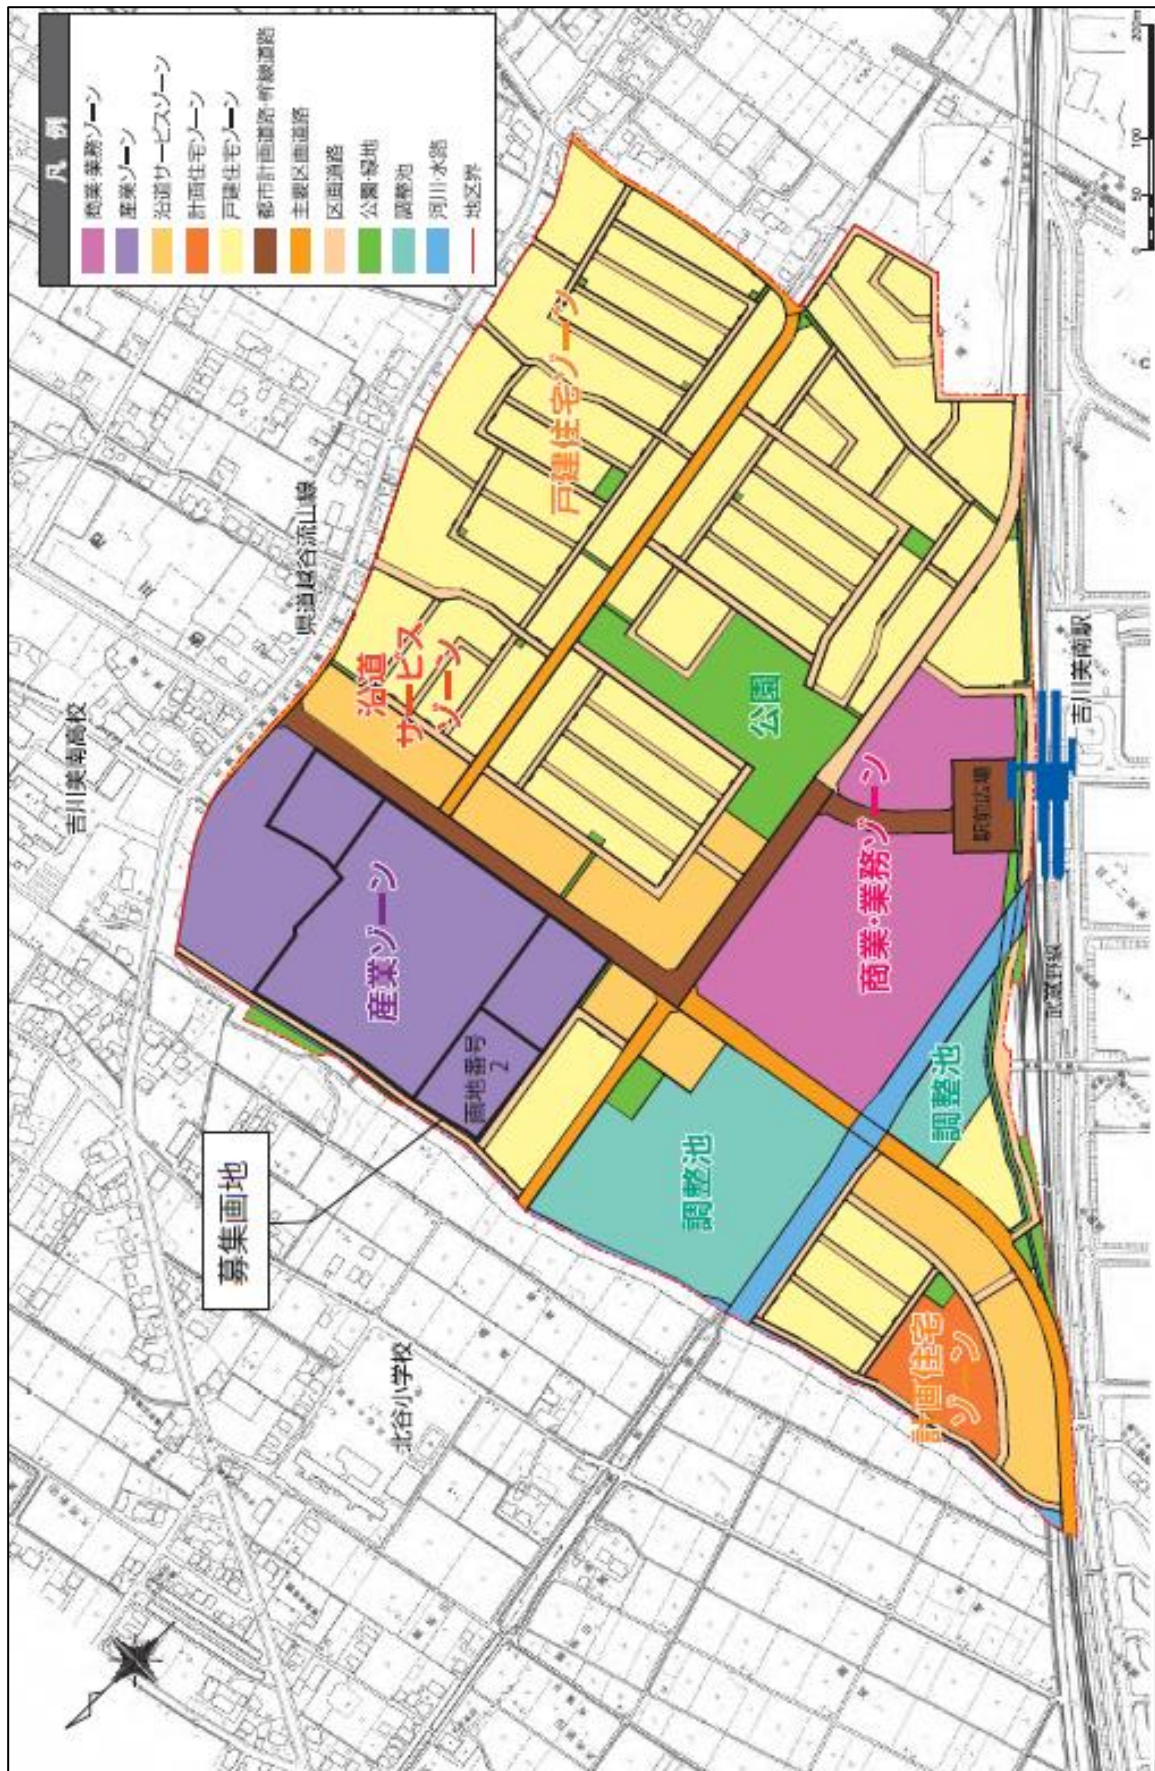 凡例
商業・業務ゾーン
産業ゾーン
沿道サービスゾーン
計画住宅ゾーン
戸建住宅ゾーン
都市計画道路・幹線道路
主要区画道路
区画道路
公園・緑地
調整池
河川・水路
地区界
0 50 100 200m
吉川美南高校
県道越谷流山線
戸建住宅ゾーン
沿道
サービス
ゾーン
産業ゾーン
公園
商業・業務ゾーン
駅前広場
吉川美南駅
武蔵野線
画地番号
2
募集画地
調整池
調整池
計画住宅
ゾーン
北谷小学校